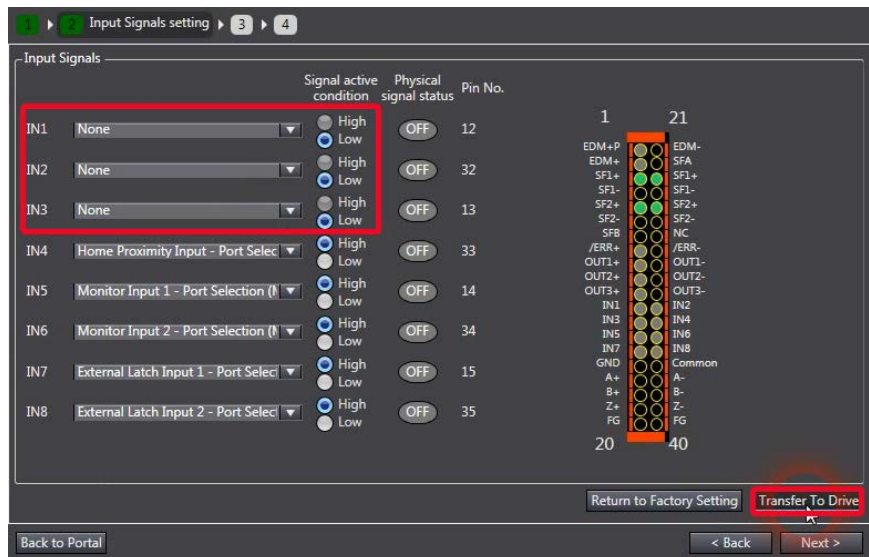 1 2 Input Signals setting 3 4
Input Signals
Signal active condition Physical signal status Pin No.
IN1 None High Low OFF 12
IN2 None High Low OFF 32
IN3 None High Low OFF 13
IN4 Home Proximity Input - Port Selec High Low OFF 33
IN5 Monitor Input 1 - Port Selection (M High Low OFF 14
IN6 Monitor Input 2 - Port Selection (M High Low OFF 34
IN7 External Latch Input 1 - Port Select High Low OFF 15
IN8 External Latch Input 2 - Port Select High Low OFF 35
1 21
EDM+P EDM-
EDM+ SFA
SF1+ SF1+
SF1- SF1-
SF2+ SF2+
SF2- SF2-
SFB NC
/ERR+ /ERR-
OUT1+ OUT1-
OUT2+ OUT2-
OUT3+ OUT3-
IN1 IN2
IN3 IN4
IN5 IN6
IN7 IN8
GND Common
A+ A-
B+ B-
Z+ Z-
FG FG
20 40
Return to Factory Setting Transfer To Drive
Back to Portal < Back Next >